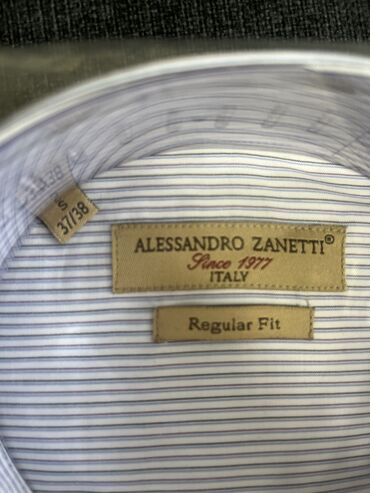 S
37/38
ALESSANDRO ZANETTI®
Since 1977
ITALY
Regular Fit